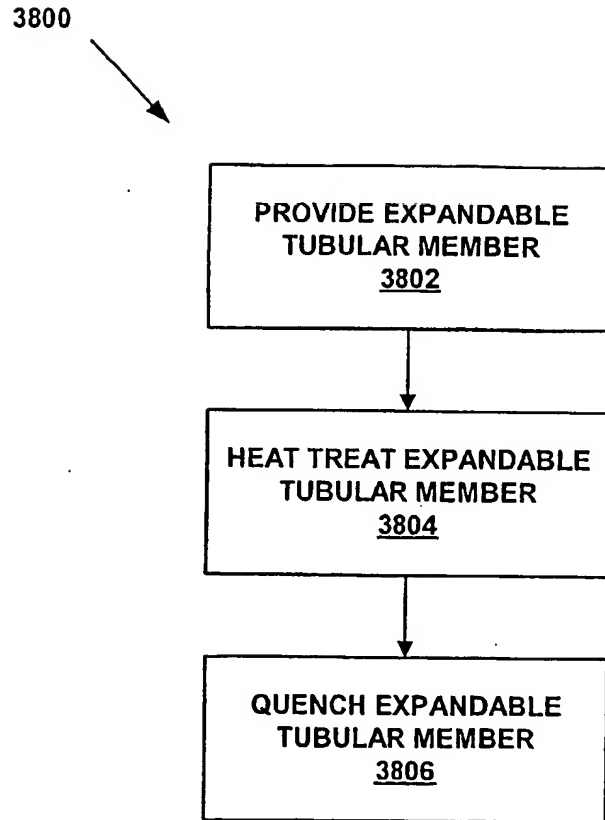 3800
PROVIDE EXPANDABLE
TUBULAR MEMBER
3802
HEAT TREAT EXPANDABLE
TUBULAR MEMBER
3804
QUENCH EXPANDABLE
TUBULAR MEMBER
3806